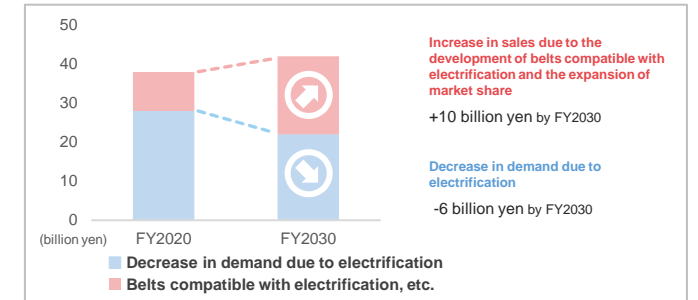 50
40
30
20
10
0
(billion yen)
FY2020
FY2030
Decrease in demand due to electrification
Belts compatible with electrification, etc.
Increase in sales due to the
development of belts compatible with
electrification and the expansion of
market share
+10 billion yen by FY2030
Decrease in demand due to
electrification
-6 billion yen by FY2030